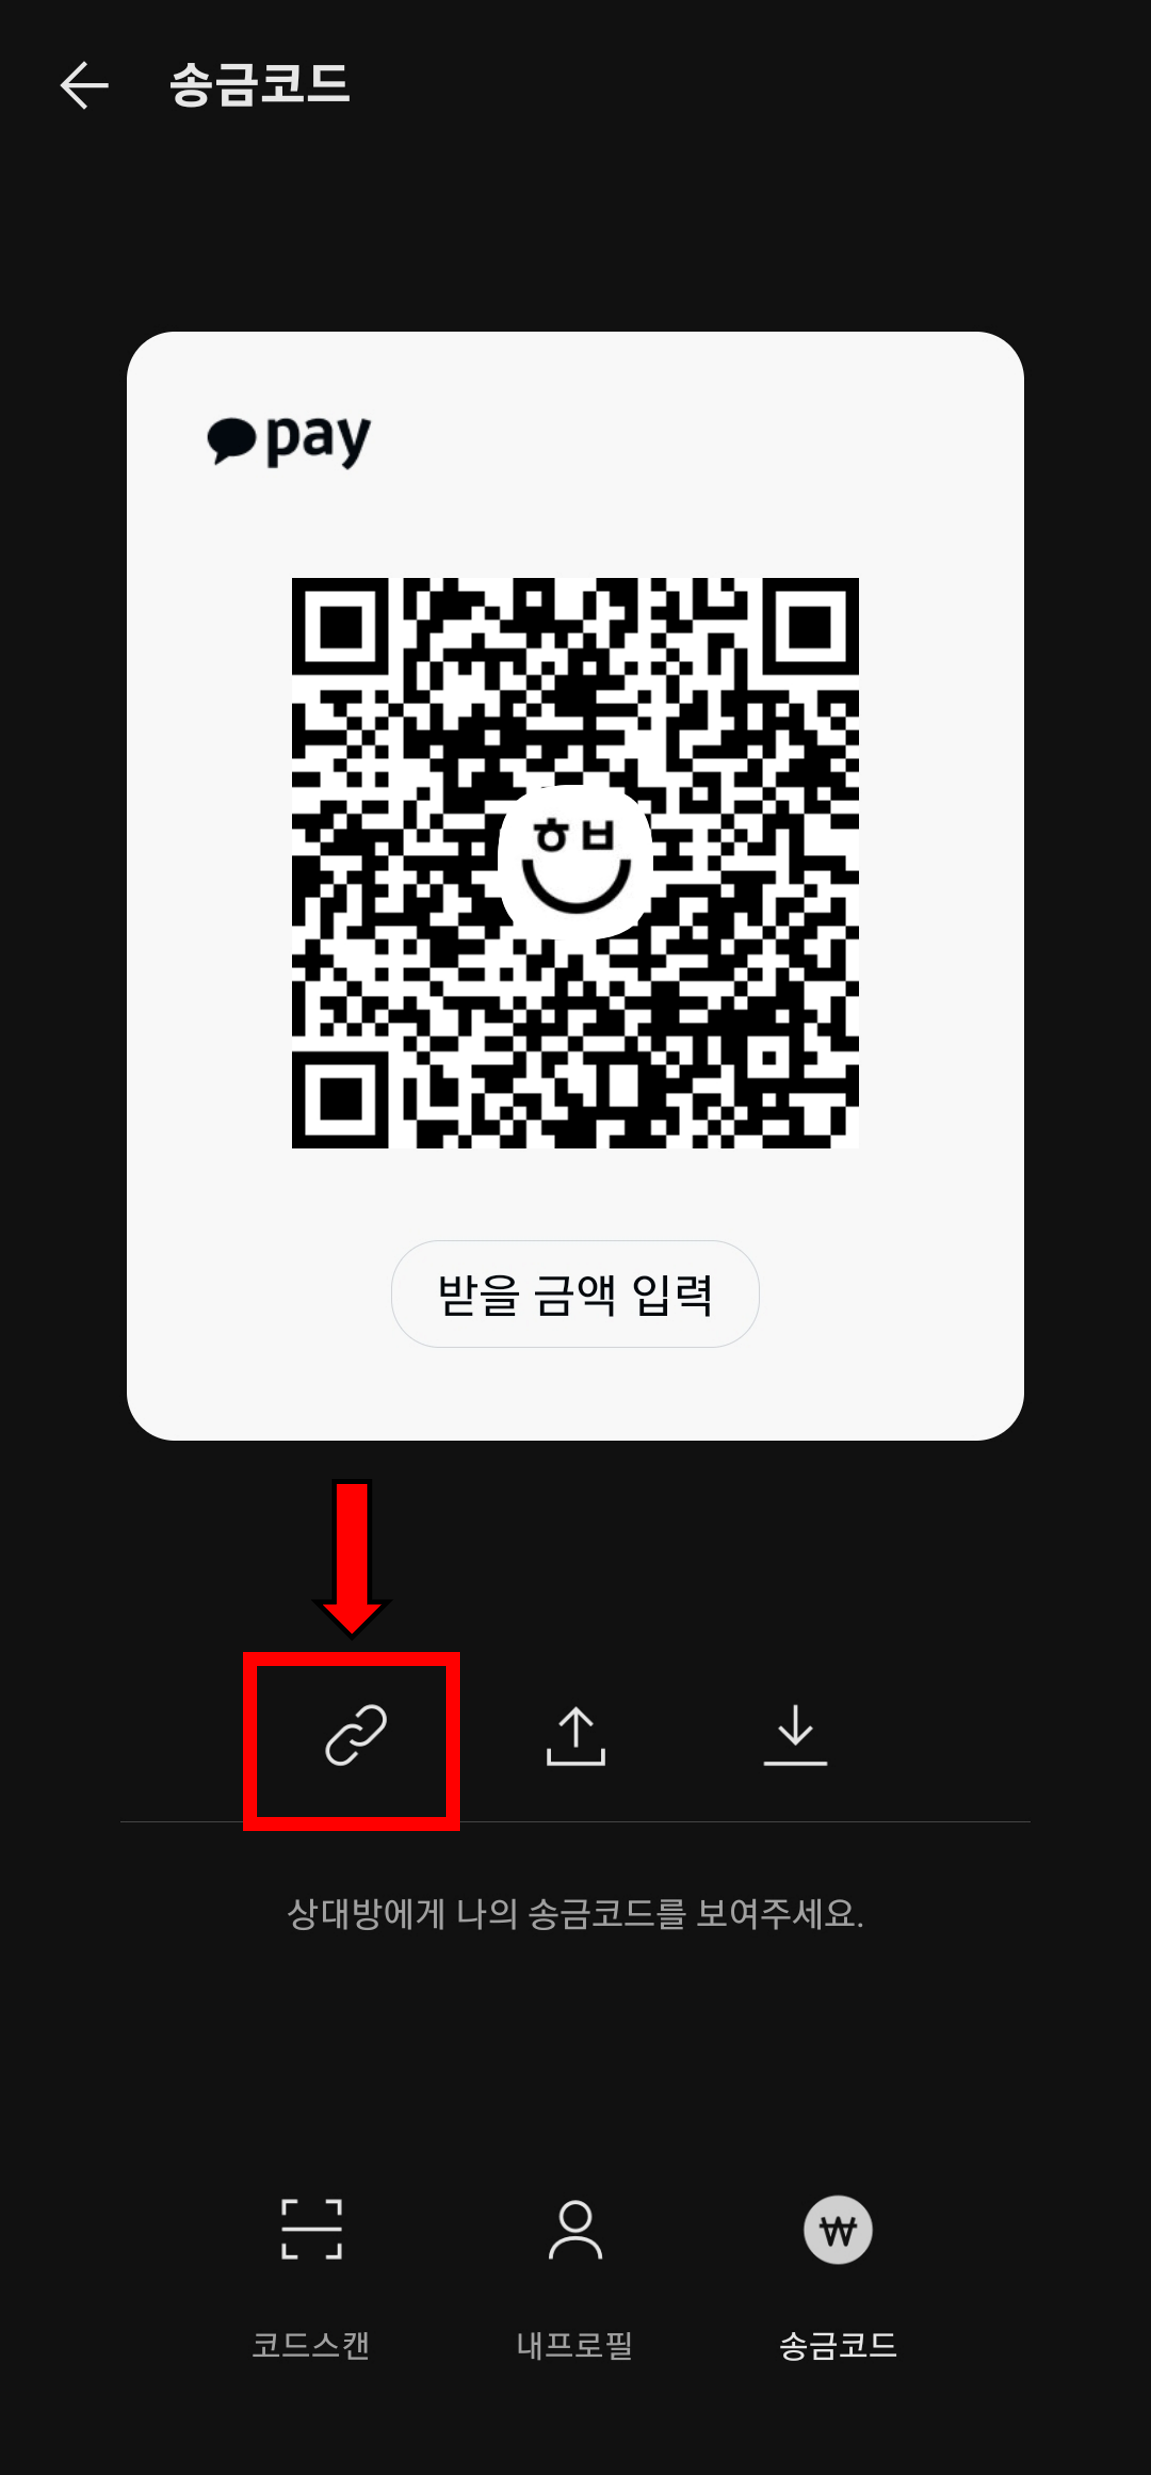 송금코드
pay
ㅎㅂ
받을 금액 입력
상대방에게 나의 송금코드를 보여주세요.
₩
코드스캔 내프로필 송금코드